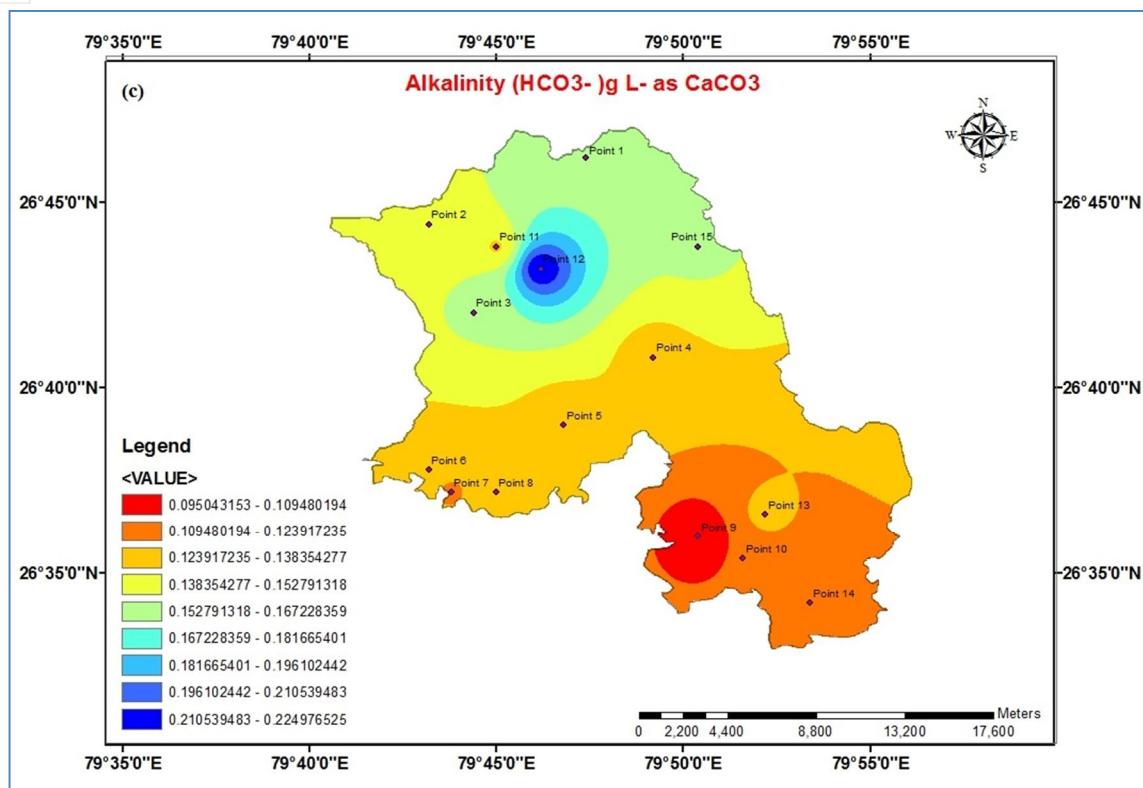 79°35'0"E 79°40'0"E 79°45'0"E 79°50'0"E 79°55'0"E
(c)
Alkalinity (HCO3- )g L- as CaCO3
N
W E
S
Point 1
26°45'0"N 26°45'0"N
Point 2
Point 11
Point 15
Point 12
Point 3
Point 4
26°40'0"N 26°40'0"N
Point 5
Legend
Point 6
<VALUE>
Point 7 Point 8
0.095043153 - 0.109480194
Point 13
0.109480194 - 0.123917235
Point 9
0.123917235 - 0.138354277
Point 10
26°35'0"N 26°35'0"N
0.138354277 - 0.152791318
Point 14
0.152791318 - 0.167228359
0.167228359 - 0.181665401
0.181665401 - 0.196102442
0.196102442 - 0.210539483
0.210539483 - 0.224976525
Meters
0 2,200 4,400 8,800 13,200 17,600
79°35'0"E 79°40'0"E 79°45'0"E 79°50'0"E 79°55'0"E